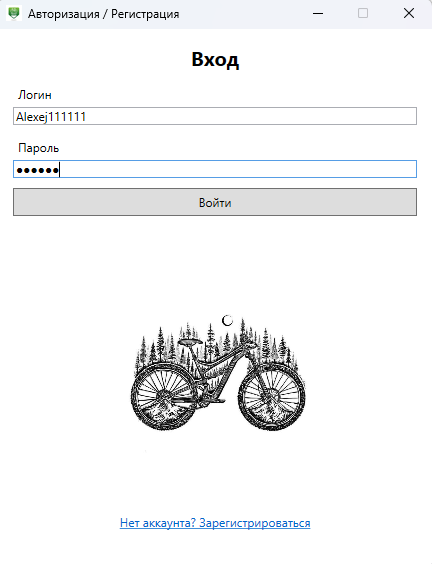 Авторизация / Регистрация
Вход
Логин
Alexej111111
Пароль
●●●●●●
Войти
Нет аккаунта? Зарегистрироваться